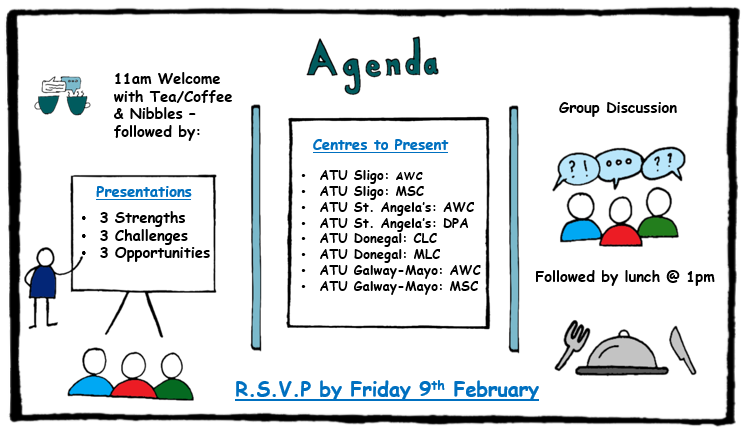 Agenda
11am Welcome
with Tea/Coffee
& Nibbles –
followed by:
Presentations
• 3 Strengths
• 3 Challenges
• 3 Opportunities
Centres to Present
• ATU Sligo: AWC
• ATU Sligo: MSC
• ATU St. Angela's: AWC
• ATU St. Angela's: DPA
• ATU Donegal: CLC
• ATU Donegal: MLC
• ATU Galway-Mayo: AWC
• ATU Galway-Mayo: MSC
Group Discussion
? !
...
? ?
Followed by lunch @ 1pm
R.S.V.P by Friday 9th February